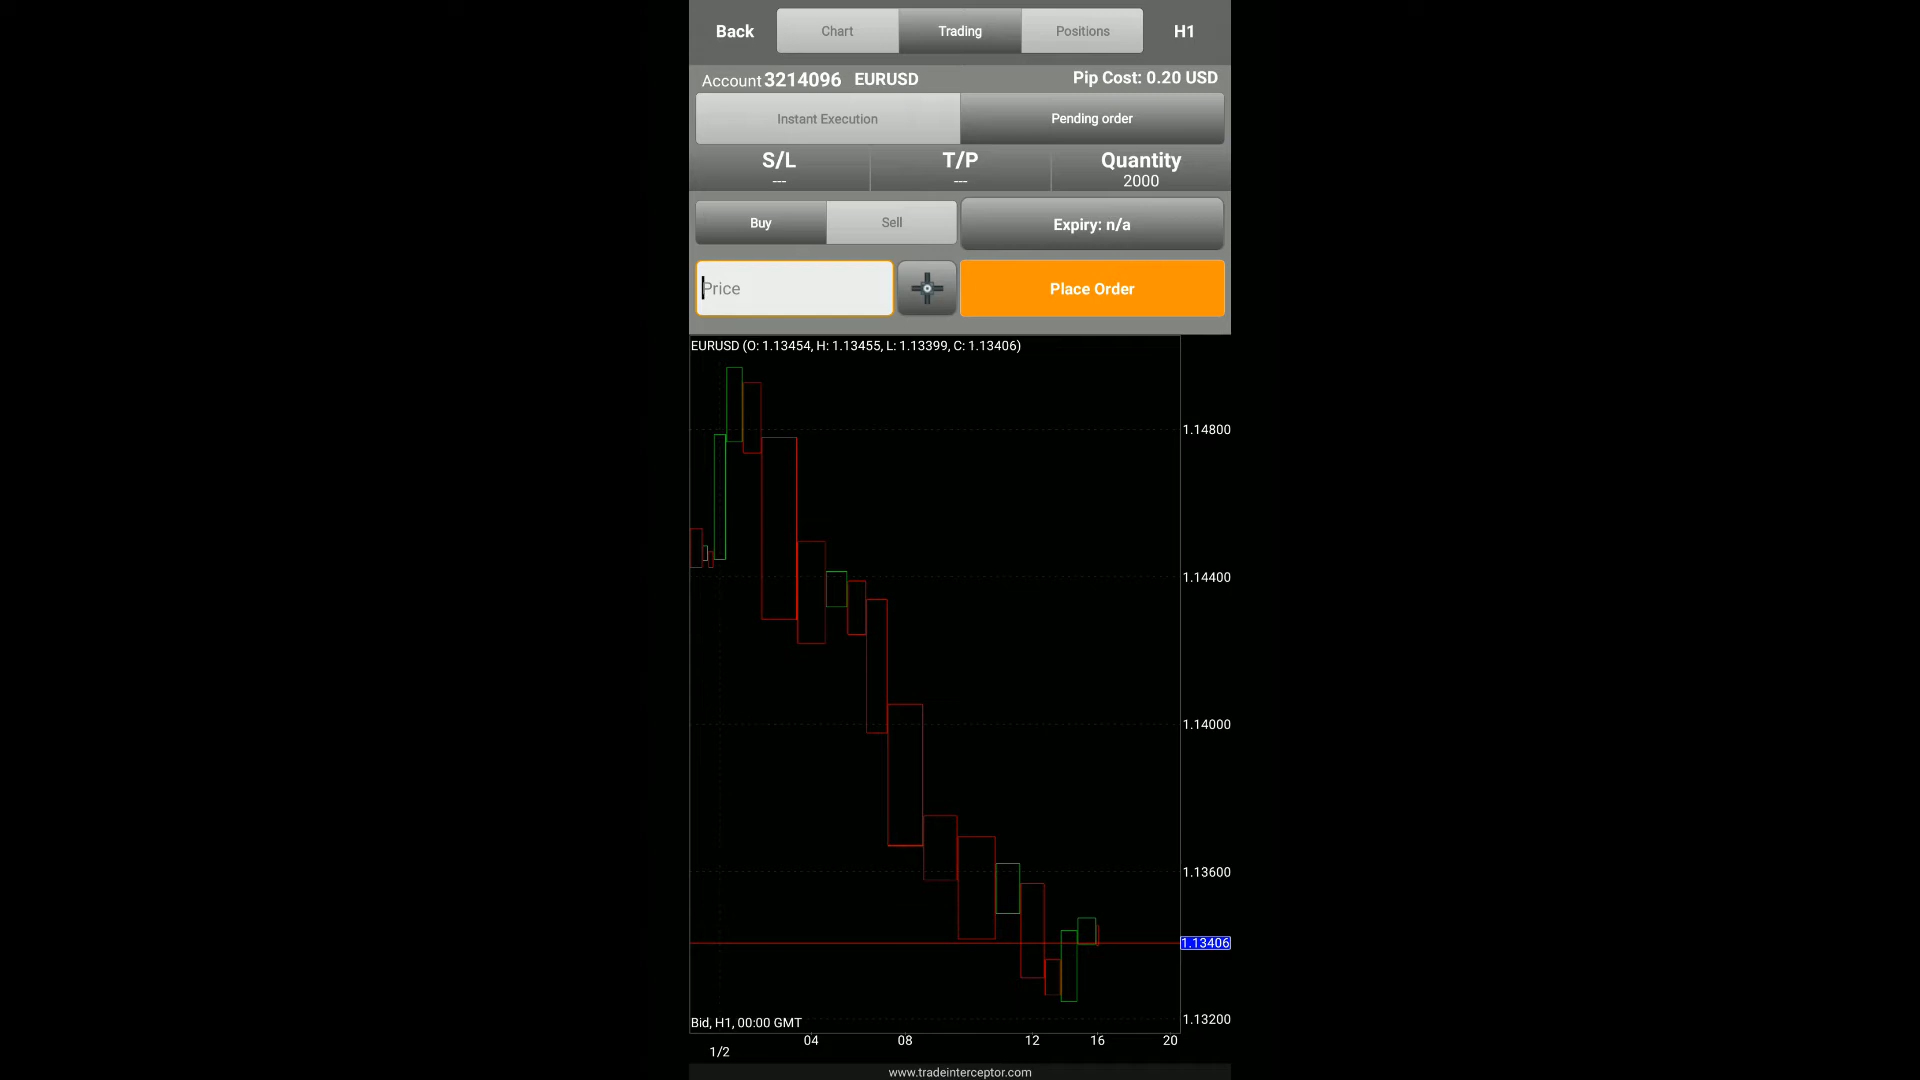 Back Chart Trading Positions H1
Account 3214096 EURUSD Pip Cost: 0.20 USD
Instant Execution Pending order
S/L T/P Quantity
--- --- 2000
Buy Sell Expiry: n/a
Price Place Order
EURUSD (O: 1.13454, H: 1.13455, L: 1.13399, C: 1.13406)
1.14800
1.14400
1.14000
1.13600
1.13406
1.13200
Bid, H1, 00:00 GMT
04 08 12 16 20
1/2
www.tradeinterceptor.com